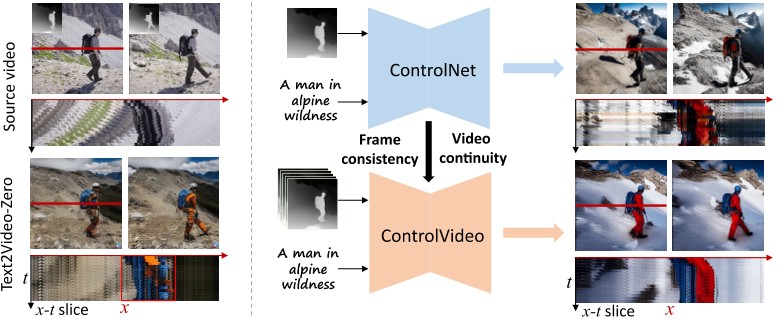 Source video
Text2Video-Zero
t
x-t slice
x
A man in
alpine
wildness
ControlNet
Frame
consistency
Video
continuity
A man in
alpine
wildness
ControlVideo
t
x-t slice
x